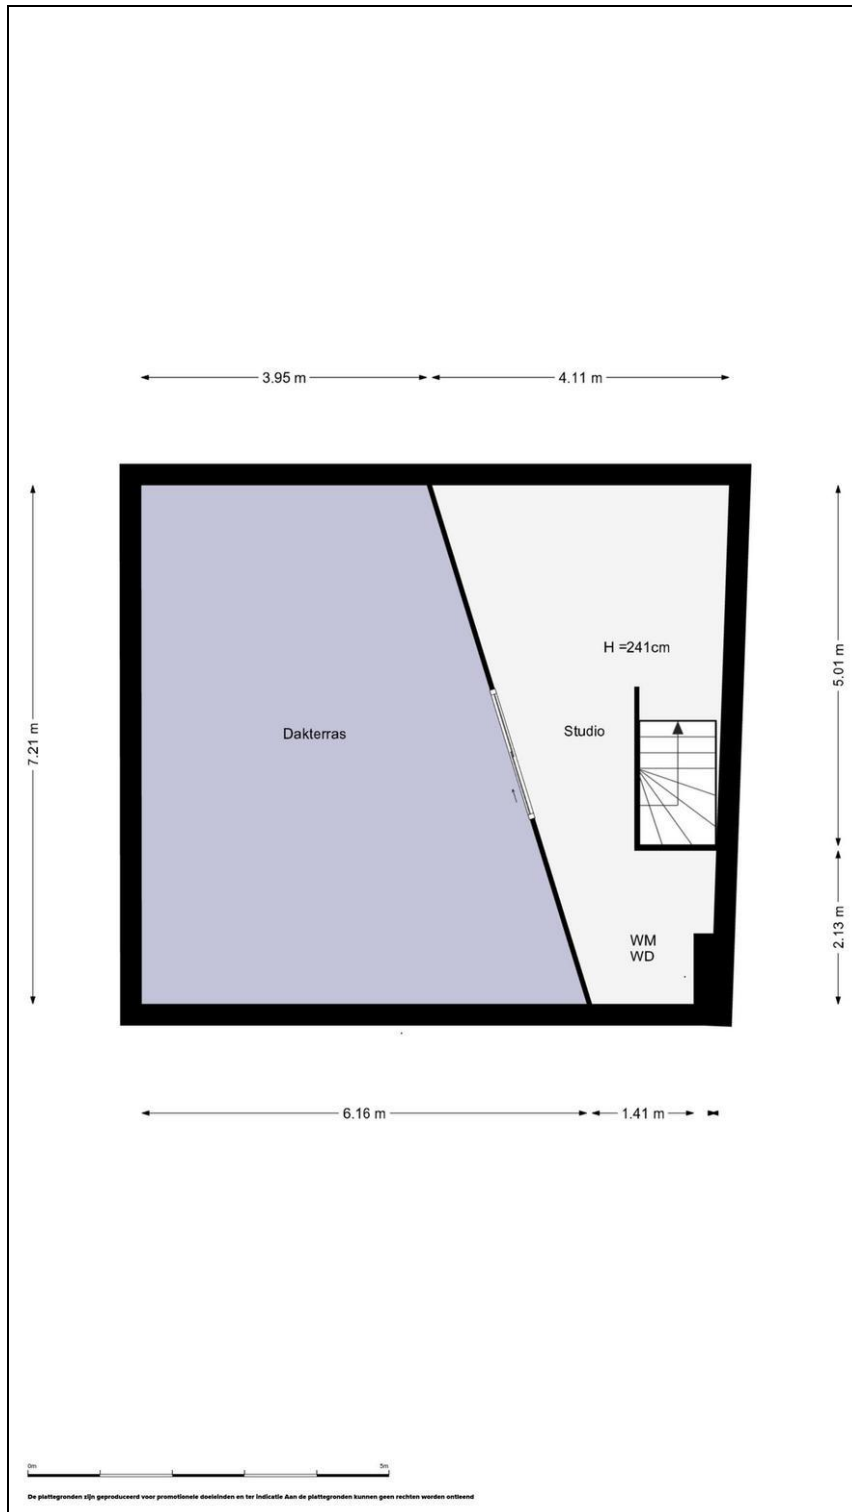 3.95 m
4.11 m
7.21 m
5.01 m
2.13 m
H =241cm
Dakterras
Studio
WM
WD
6.16 m
1.41 m
0m
5m
De plattegronden zijn geproduceerd voor promotionele doeleinden en ter indicatie Aan de plattegronden kunnen geen rechten worden ontleend